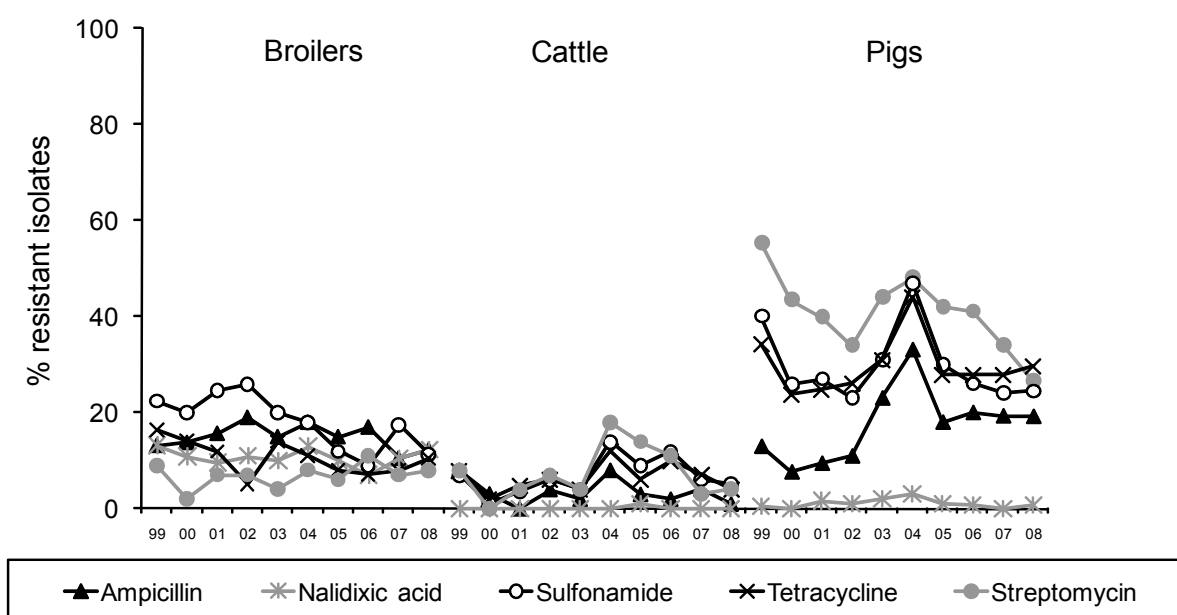 100
80
60
40
20
0
% resistant isolates
Broilers Cattle Pigs
99 00 01 02 03 04 05 06 07 08 99 00 01 02 03 04 05 06 07 08 99 00 01 02 03 04 05 06 07 08
Ampicillin Nalidixic acid Sulfonamide Tetracycline Streptomycin